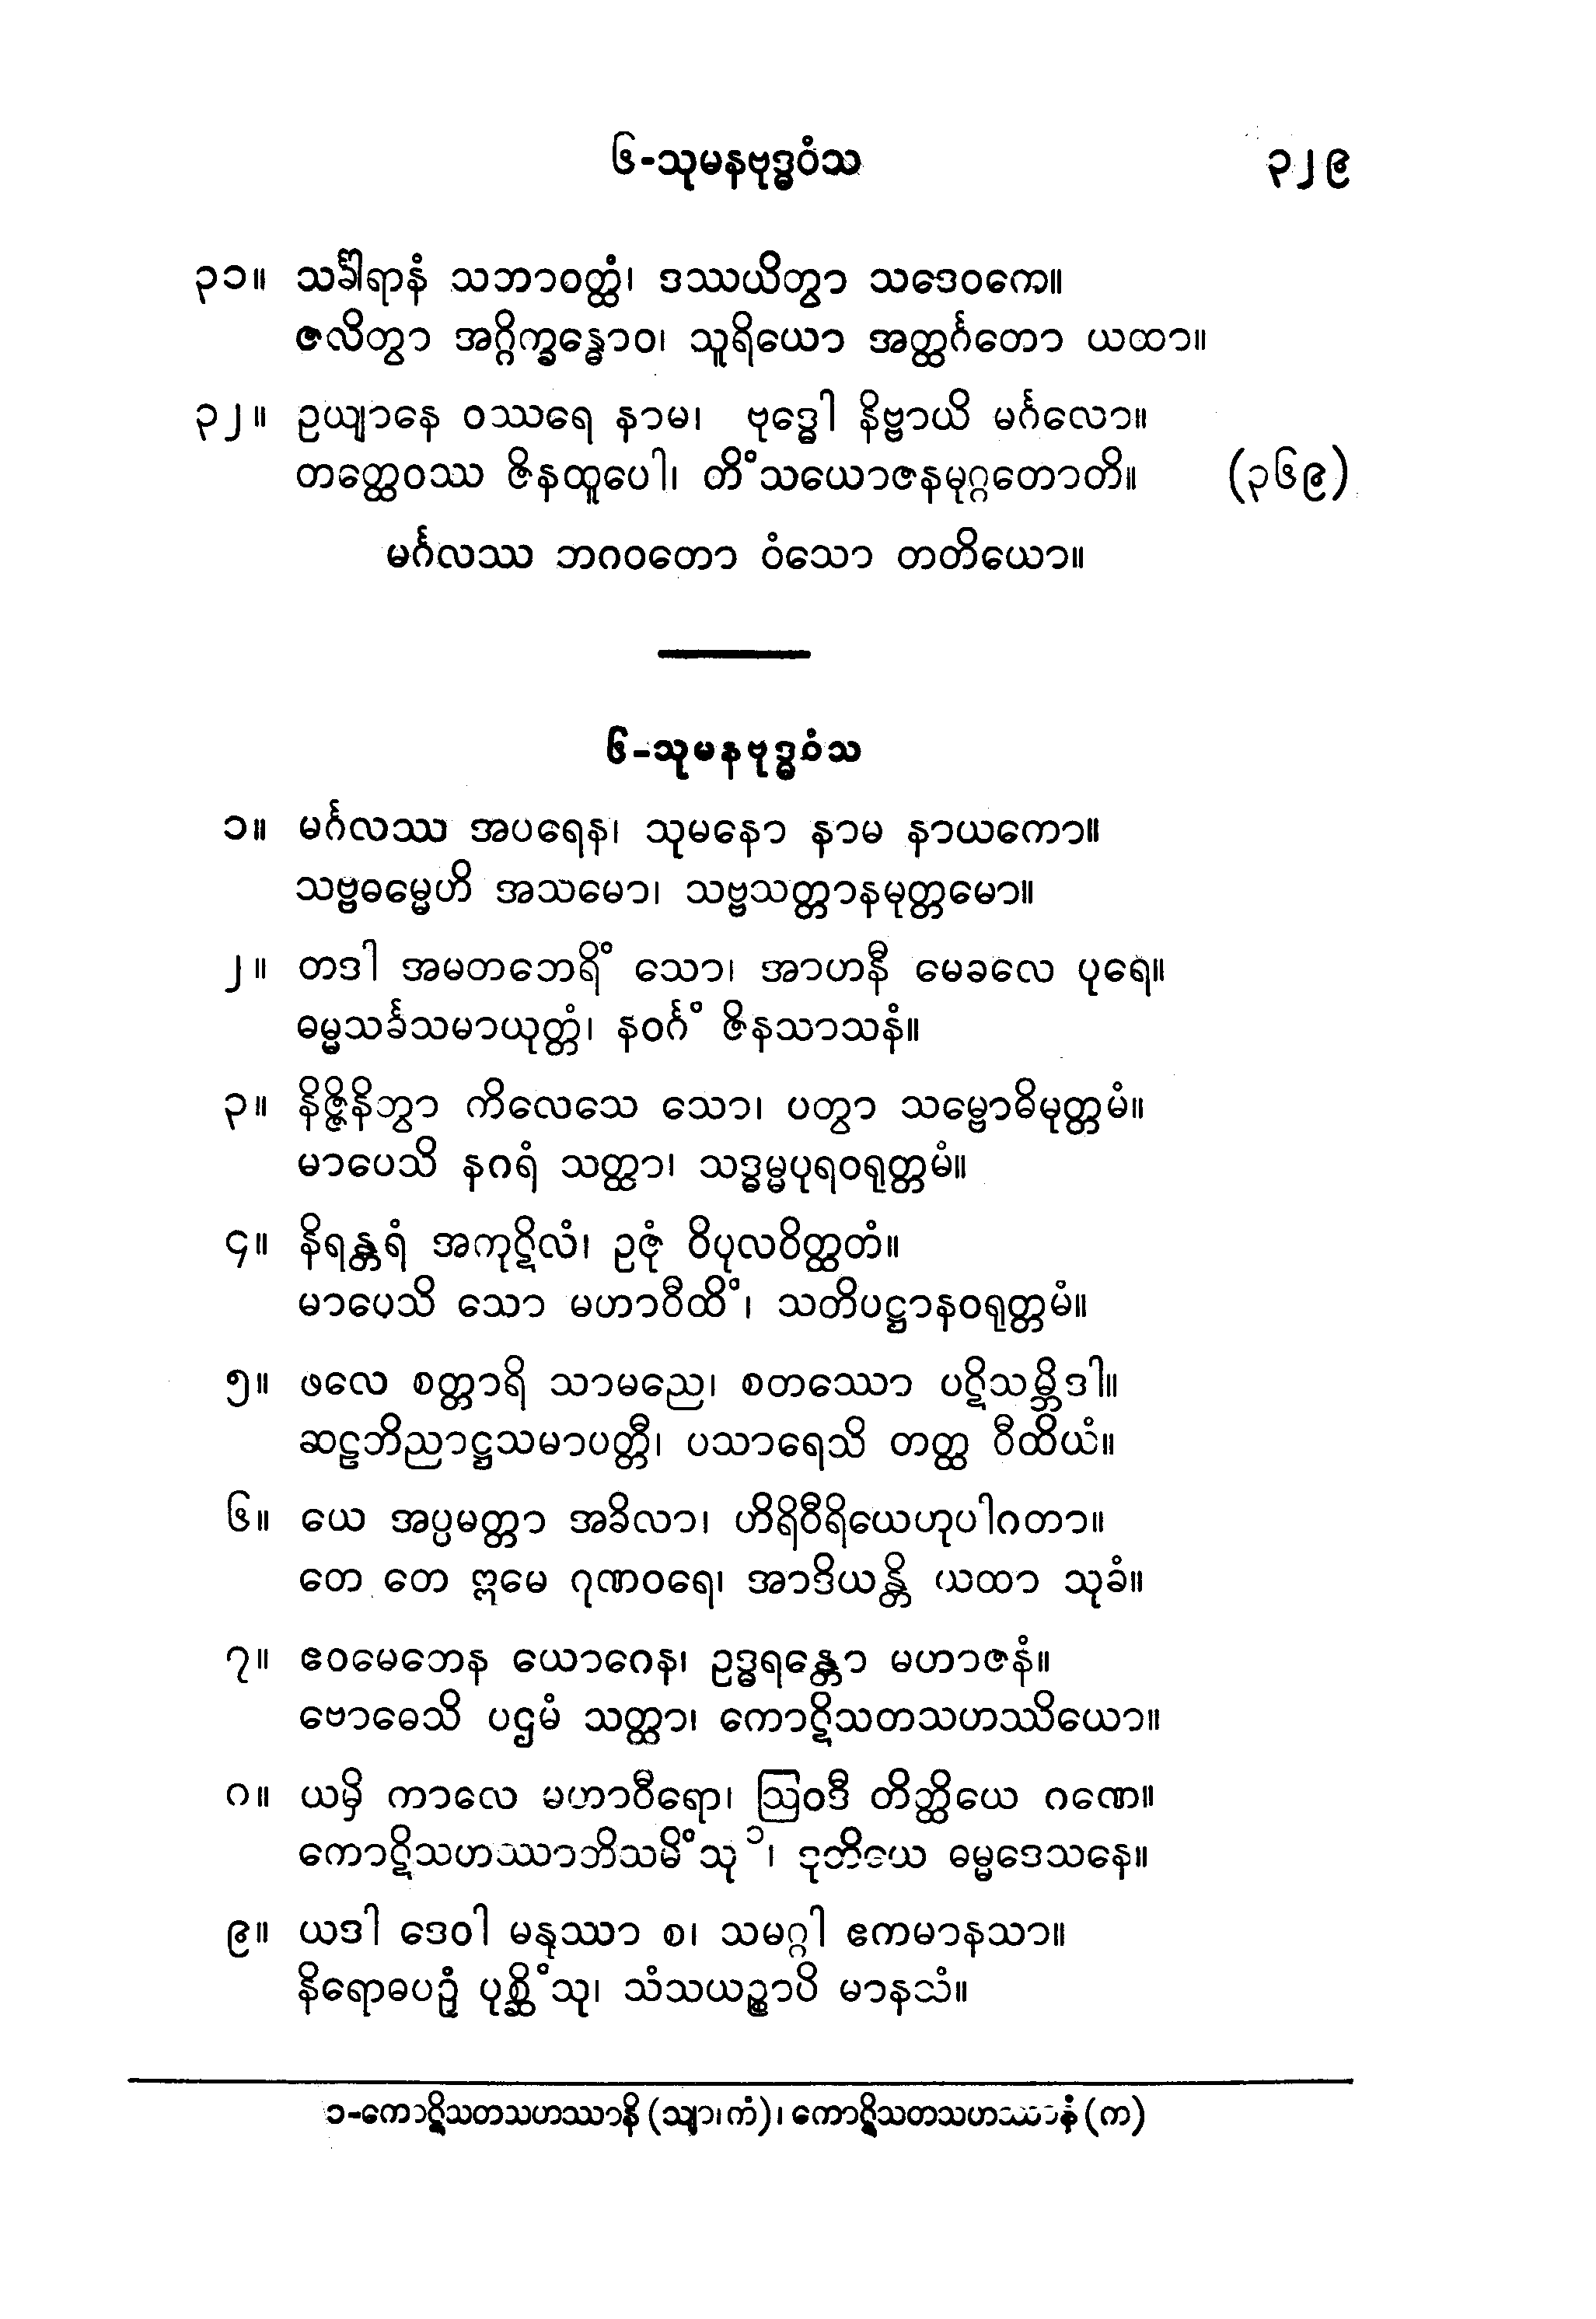 ၆-သုမနဗုဒ္ဓဝံသ ၃၂၉
၃၁။ သင်္ခါရာနံ သဘာဝတ္ထံ၊ ဒဿယိတွာ သဒေဝကေ။
ဇလိတွာ အဂ္ဂိက္ခန္ဓောဝ၊ သူရိယော အတ္ထင်္ဂတော ယထာ။
၃၂။ ဥယျာနေ ဝဿရေ နာမ၊ ဗုဒ္ဓေါ နိဗ္ဗာယိ မင်္ဂလော။
တတ္ထေဝဿ ဇိနထူပေါ၊ တိံသယောဇနမုဂ္ဂတောတိ။ (၃၆၉)
မင်္ဂလဿ ဘဂဝတော ဝံသော တတိယော။
၆-သုမနဗုဒ္ဓဝံသ
၁။ မင်္ဂလဿ အပရေန၊ သုမနော နာမ နာယကော။
သဗ္ဗဓမ္မေဟိ အသမော၊ သဗ္ဗသတ္တာနမုတ္တမော။
၂။ တဒါ အမတဘေရိံ သော၊ အာဟနီ မေခလေ ပုရေ။
ဓမ္မသင်္ခသမာယုတ္တံ၊ နဝင်္ဂံ ဇိနသာသနံ။
၃။ နိဇ္ဇိနိတွာ ကိလေသေ သော၊ ပတွာ သမ္ဗောဓိမုတ္တမံ။
မာပေသိ နဂရံ သတ္ထာ၊ သဒ္ဓမ္မပုရဝရုတ္တမံ။
၄။ နိရန္တရံ အကုဋိလံ၊ ဥဇုံ ဝိပုလဝိတ္ထတံ။
မာပေသိ သော မဟာဝီထိံ၊ သတိပဋ္ဌာနဝရုတ္တမံ။
၅။ ဖလေ စတ္တာရိ သာမညေ၊ စတဿော ပဋိသမ္ဘိဒါ။
ဆဠဘိညာဋ္ဌသမာပတ္တီ၊ ပသာရေသိ တတ္ထ ဝီထိယံ။
၆။ ယေ အပ္ပမတ္တာ အခိလာ၊ ဟိရိဝီရိယေဟုပါဂတာ။
တေ တေ ဣမေ ဂုဏဝရေ၊ အာဒိယန္တိ ယထာ သုခံ။
၇။ ဧဝမေတေန ယောဂေန၊ ဥဒ္ဓရန္တော မဟာဇနံ။
ဗောဓေသိ ပဌမံ သတ္ထာ၊ ကောဋိသတသဟဿိယော။
၈။ ယမှိ ကာလေ မဟာဝီရော၊ ဩဝဒီ တိတ္ထိယေ ဂဏေ။
ကောဋိသဟဿာဘိသမိံသု၁၊ ဒုတိယေ ဓမ္မဒေသနေ။
၉။ ယဒါ ဒေဝါ မနုဿာ စ၊ သမဂ္ဂါ ဧကမာနသာ။
နိရောဓပဉှံ ပုစ္ဆိံသု၊ သံသယဉ္စာပိ မာနသံ။
၁-ကောဋိသတသဟဿာနိ (သျာ၊ကံ)၊ ကောဋိသတသဟဿာနံ (က)